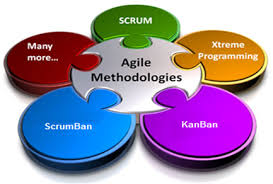 SCRUM
Many
more...
Xtreme
Programming
Agile
Methodologies
ScrumBan
KanBan